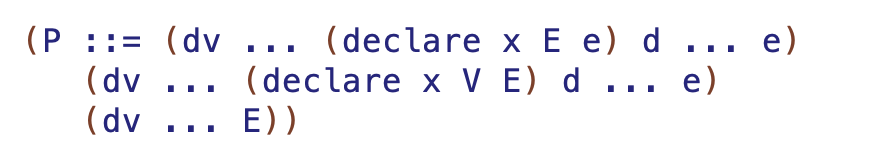 (P ::= (dv ... (declare x E e) d ... e)
(dv ... (declare x V E) d ... e)
(dv ... E))